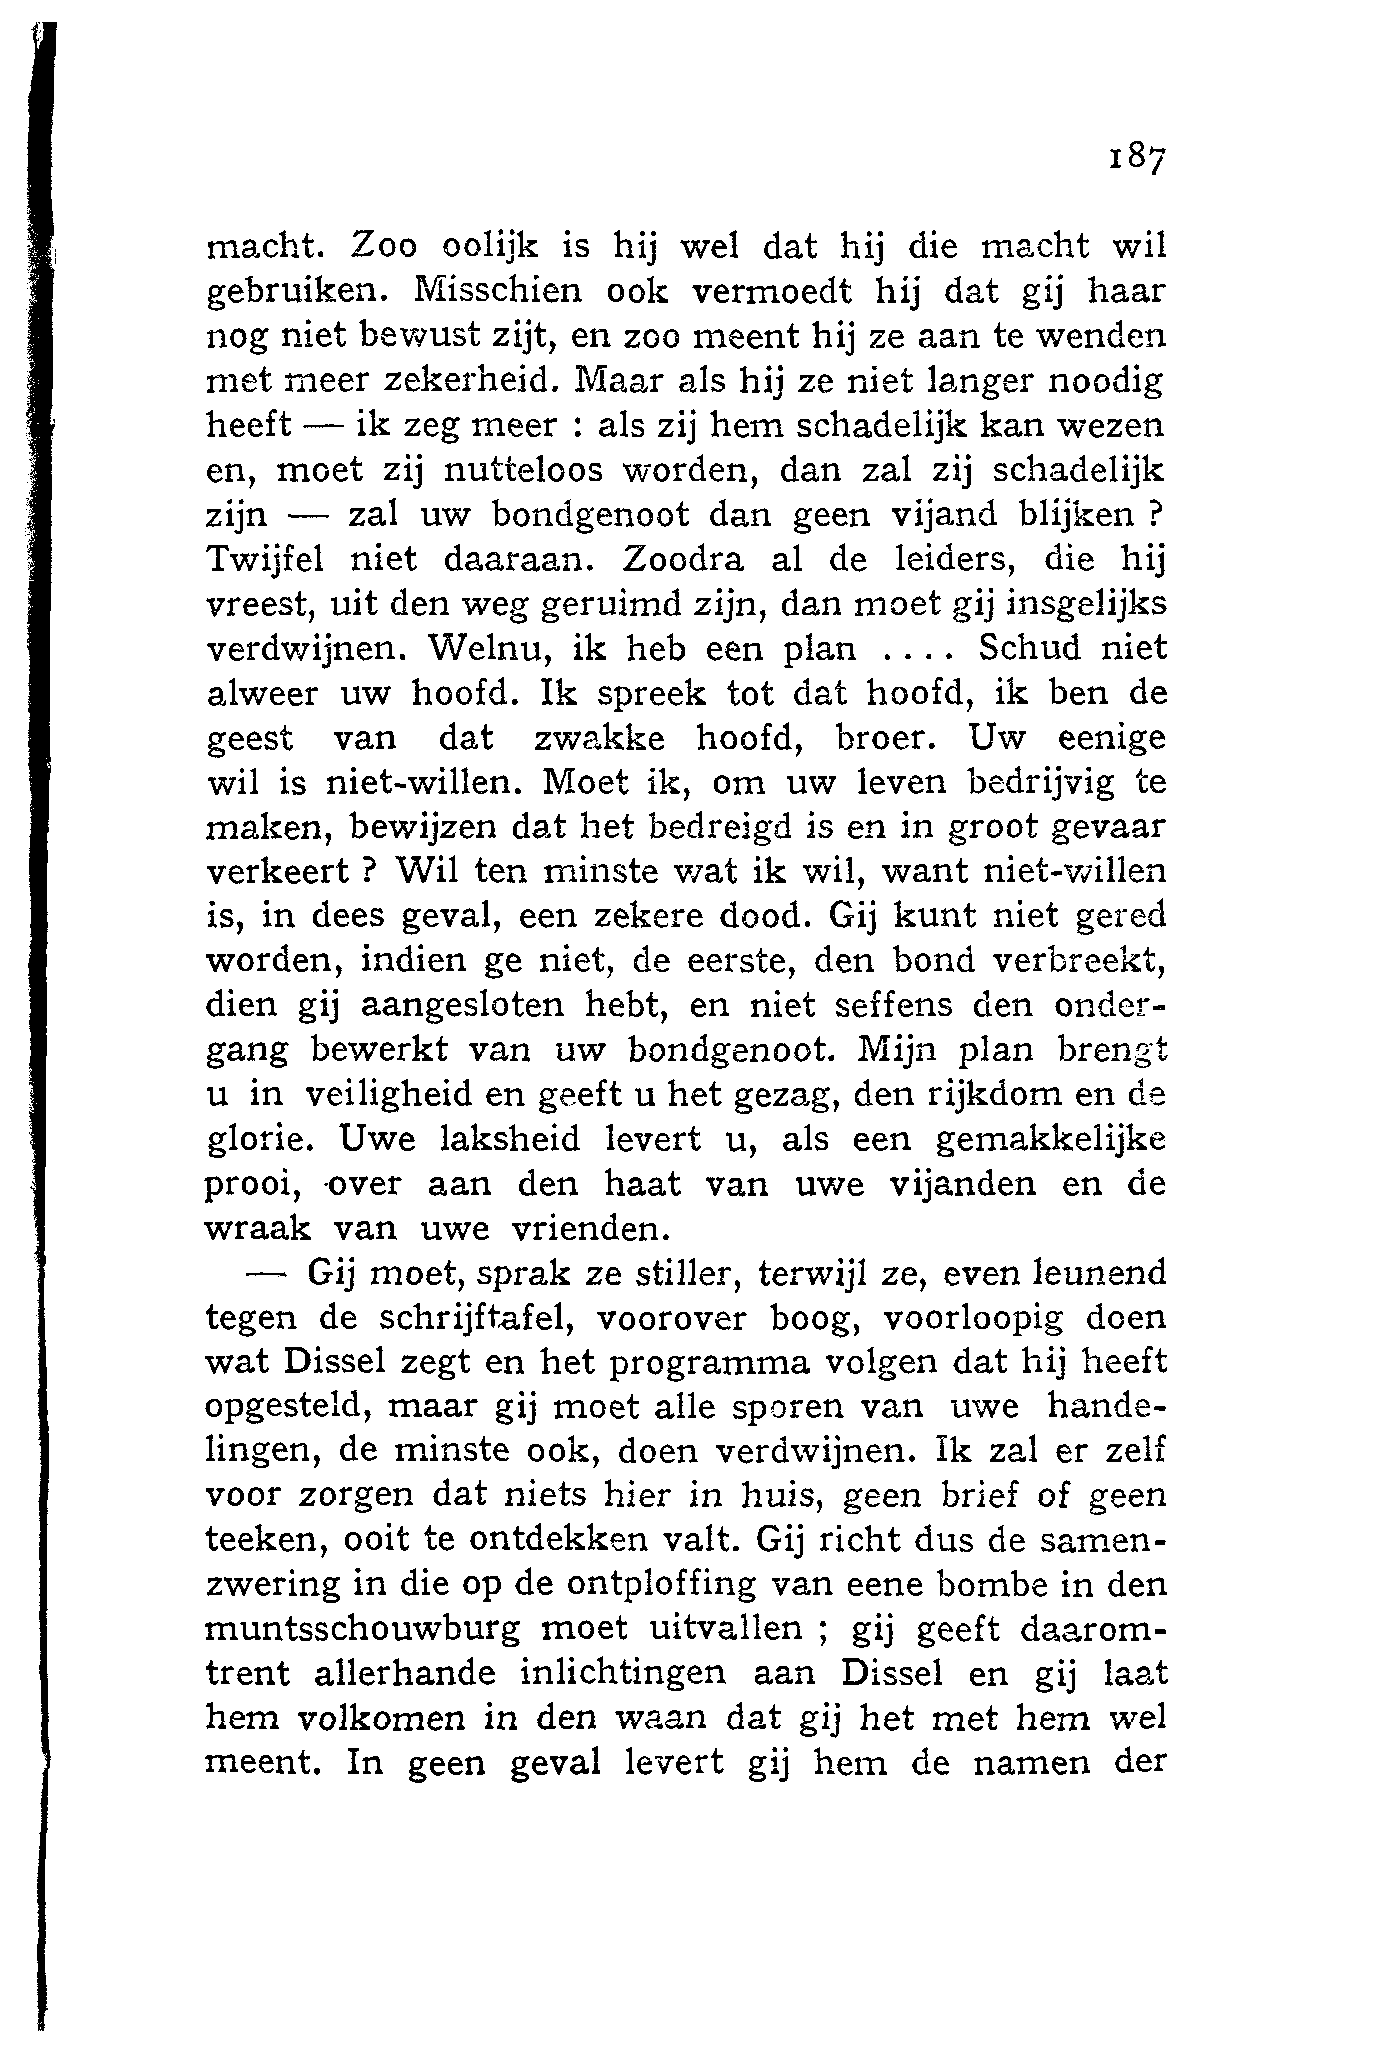 187
macht. Zoo oolijk is hij wel dat hij die macht wil
gebruiken. Misschien ook vermoedt hij dat gij haar
nog niet bewust zijt, en zoo meent hij ze aan te wenden
met meer zekerheid. Maar als hij ze niet langer noodig
heeft — ik zeg meer : als zij hem schadelijk kan wezen
en, moet zij nutteloos worden, dan zal zij schadelijk
zijn — zal uw bondgenoot dan geen vijand blijken ?
Twijfel niet daaraan. Zoodra al de leiders, die hij
vreest, uit den weg geruimd zijn, dan moet gij insgelijks
verdwijnen. Welnu, ik heb een plan .... Schud niet
alweer uw hoofd. Ik spreek tot dat hoofd, ik ben de
geest van dat zwakke hoofd, broer. Uw eenige
wil is niet-willen. Moet ik, om uw leven bedrijvig te
maken, bewijzen dat het bedreigd is en in groot gevaar
verkeert ? Wil ten minste wat ik wil, want niet-willen
is, in dees geval, een zekere dood. Gij kunt niet gered
worden, indien ge niet, de eerste, den bond verbreekt,
dien gij aangesloten hebt, en niet seffens den onder-
gang bewerkt van uw bondgenoot. Mijn plan brengt
u in veiligheid en geeft u het gezag, den rijkdom en de
glorie. Uwe laksheid levert u, als een gemakkelijke
prooi, over aan den haat van uwe vijanden en de
wraak van uwe vrienden.
— Gij moet, sprak ze stiller, terwijl ze, even leunend
tegen de schrijftafel, voorover boog, voorloopig doen
wat Dissel zegt en het programma volgen dat hij heeft
opgesteld, maar gij moet alle sporen van uwe hande-
lingen, de minste ook, doen verdwijnen. Ik zal er zelf
voor zorgen dat niets hier in huis, geen brief of geen
teeken, ooit te ontdekken valt. Gij richt dus de samen-
zwering in die op de ontploffing van eene bombe in den
muntsschouwburg moet uitvallen ; gij geeft daarom-
trent allerhande inlichtingen aan Dissel en gij laat
hem volkomen in den waan dat gij het met hem wel
meent. In geen geval levert gij hem de namen der